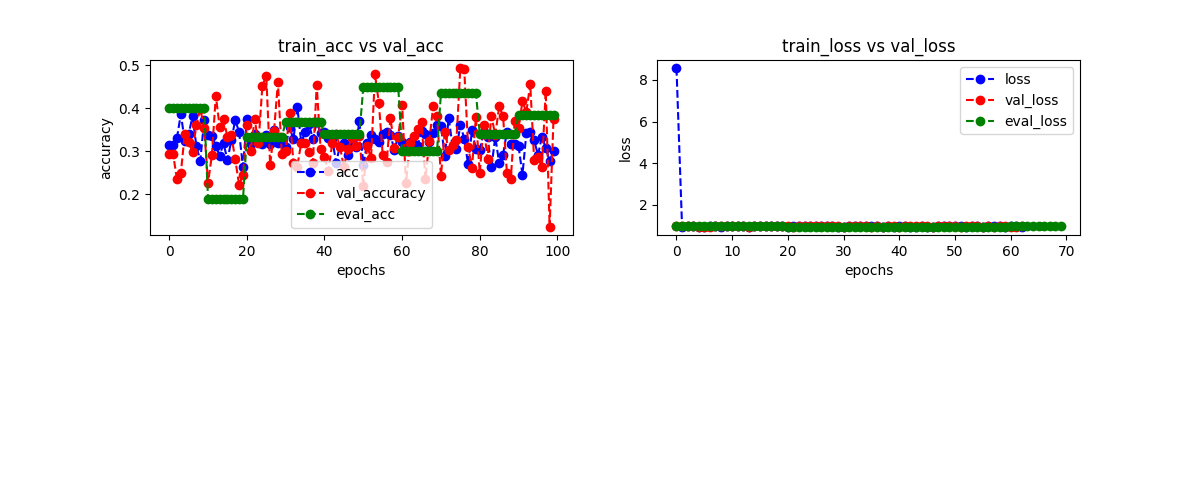 train_acc vs val_acc
accuracy
0.5
0.4
0.3
0.2
acc
val_accuracy
eval_acc
0 20 40 60 80 100
epochs
train_loss vs val_loss
loss
8
6
4
2
loss
val_loss
eval_loss
0 10 20 30 40 50 60 70
epochs